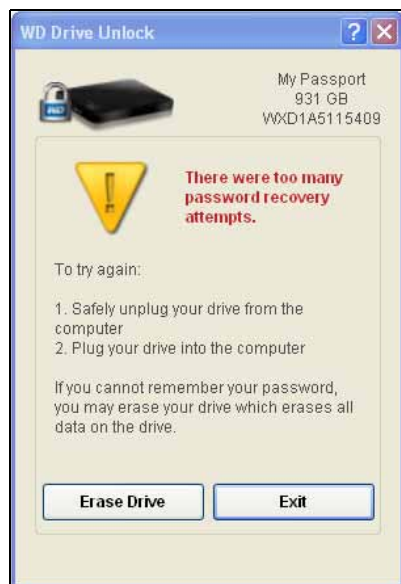 WD Drive Unlock
My Passport
931 GB
WXD1A5115409
There were too many
password recovery
attempts.
To try again:
1. Safely unplug your drive from the
computer
2. Plug your drive into the computer
If you cannot remember your password,
you may erase your drive which erases all
data on the drive.
Erase Drive
Exit